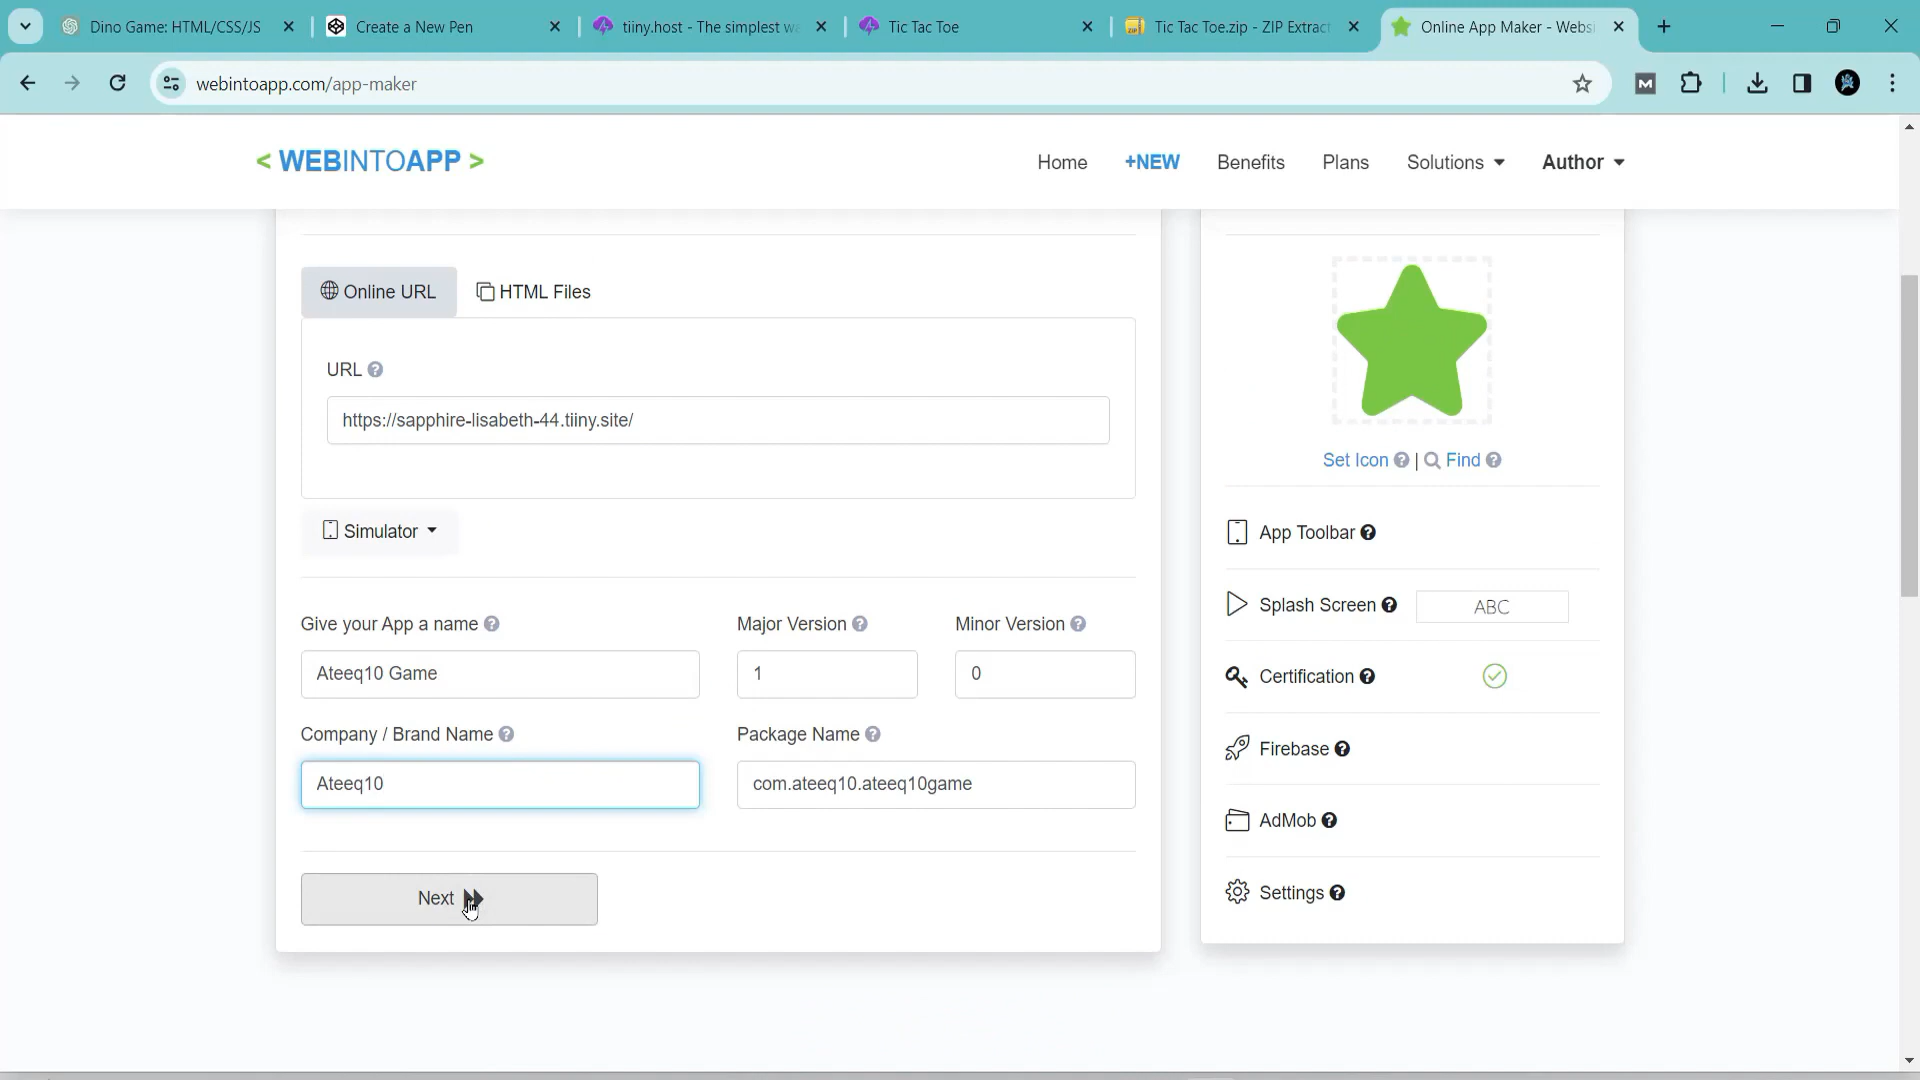 Dino Game: HTML/CSS/JS
Create a New Pen
tiiny.host - The simplest wa
Tic Tac Toe
Tic Tac Toe.zip - ZIP Extract
Online App Maker - Websi
webintoapp.com/app-maker
M
< WEBINTOAPP >
Home
+NEW
Benefits
Plans
Solutions
Author
Online URL
HTML Files
URL ?
https://sapphire-lisabeth-44.tiiny.site/
Simulator
Give your App a name ?
Major Version ?
Minor Version ?
Ateeq10 Game
1
0
Company / Brand Name ?
Package Name ?
Ateeq10
com.ateeq10.ateeq10game
Next
Set Icon ? | Find ?
App Toolbar ?
Splash Screen ?
ABC
Certification ?
Firebase ?
AdMob ?
Settings ?